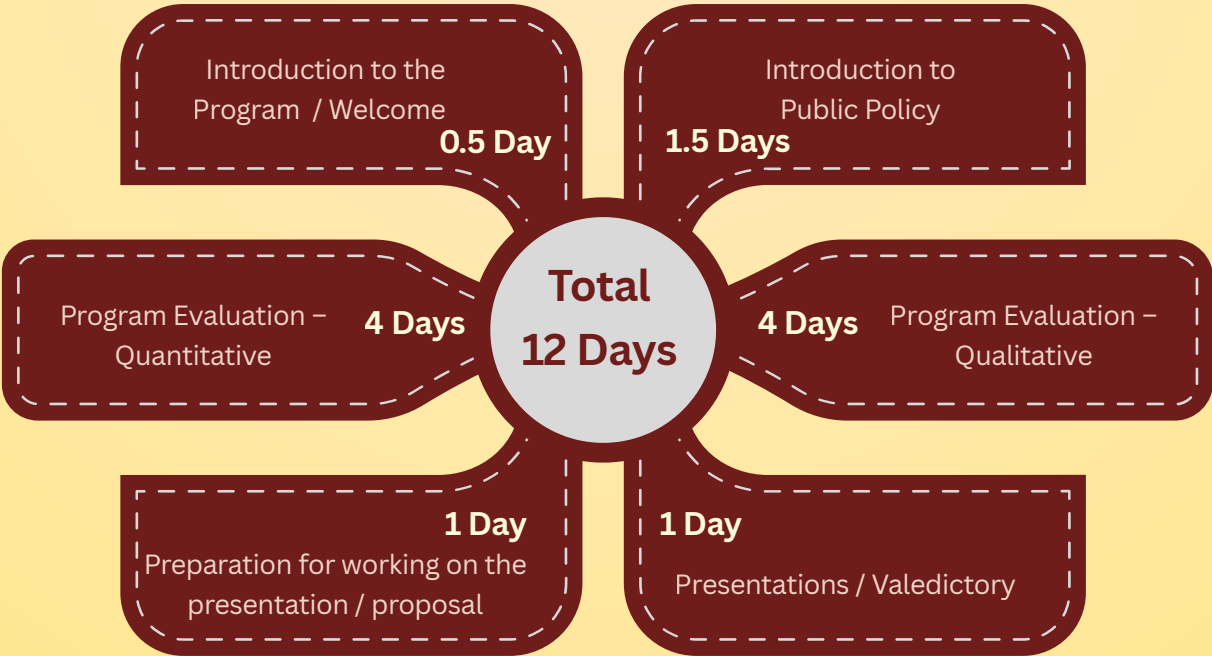 Introduction to the
Program / Welcome
0.5 Day
Introduction to
Public Policy
1.5 Days
Program Evaluation –
Quantitative
4 Days
Total
12 Days
4 Days
Program Evaluation –
Qualitative
1 Day
Preparation for working on the
presentation / proposal
1 Day
Presentations / Valedictory